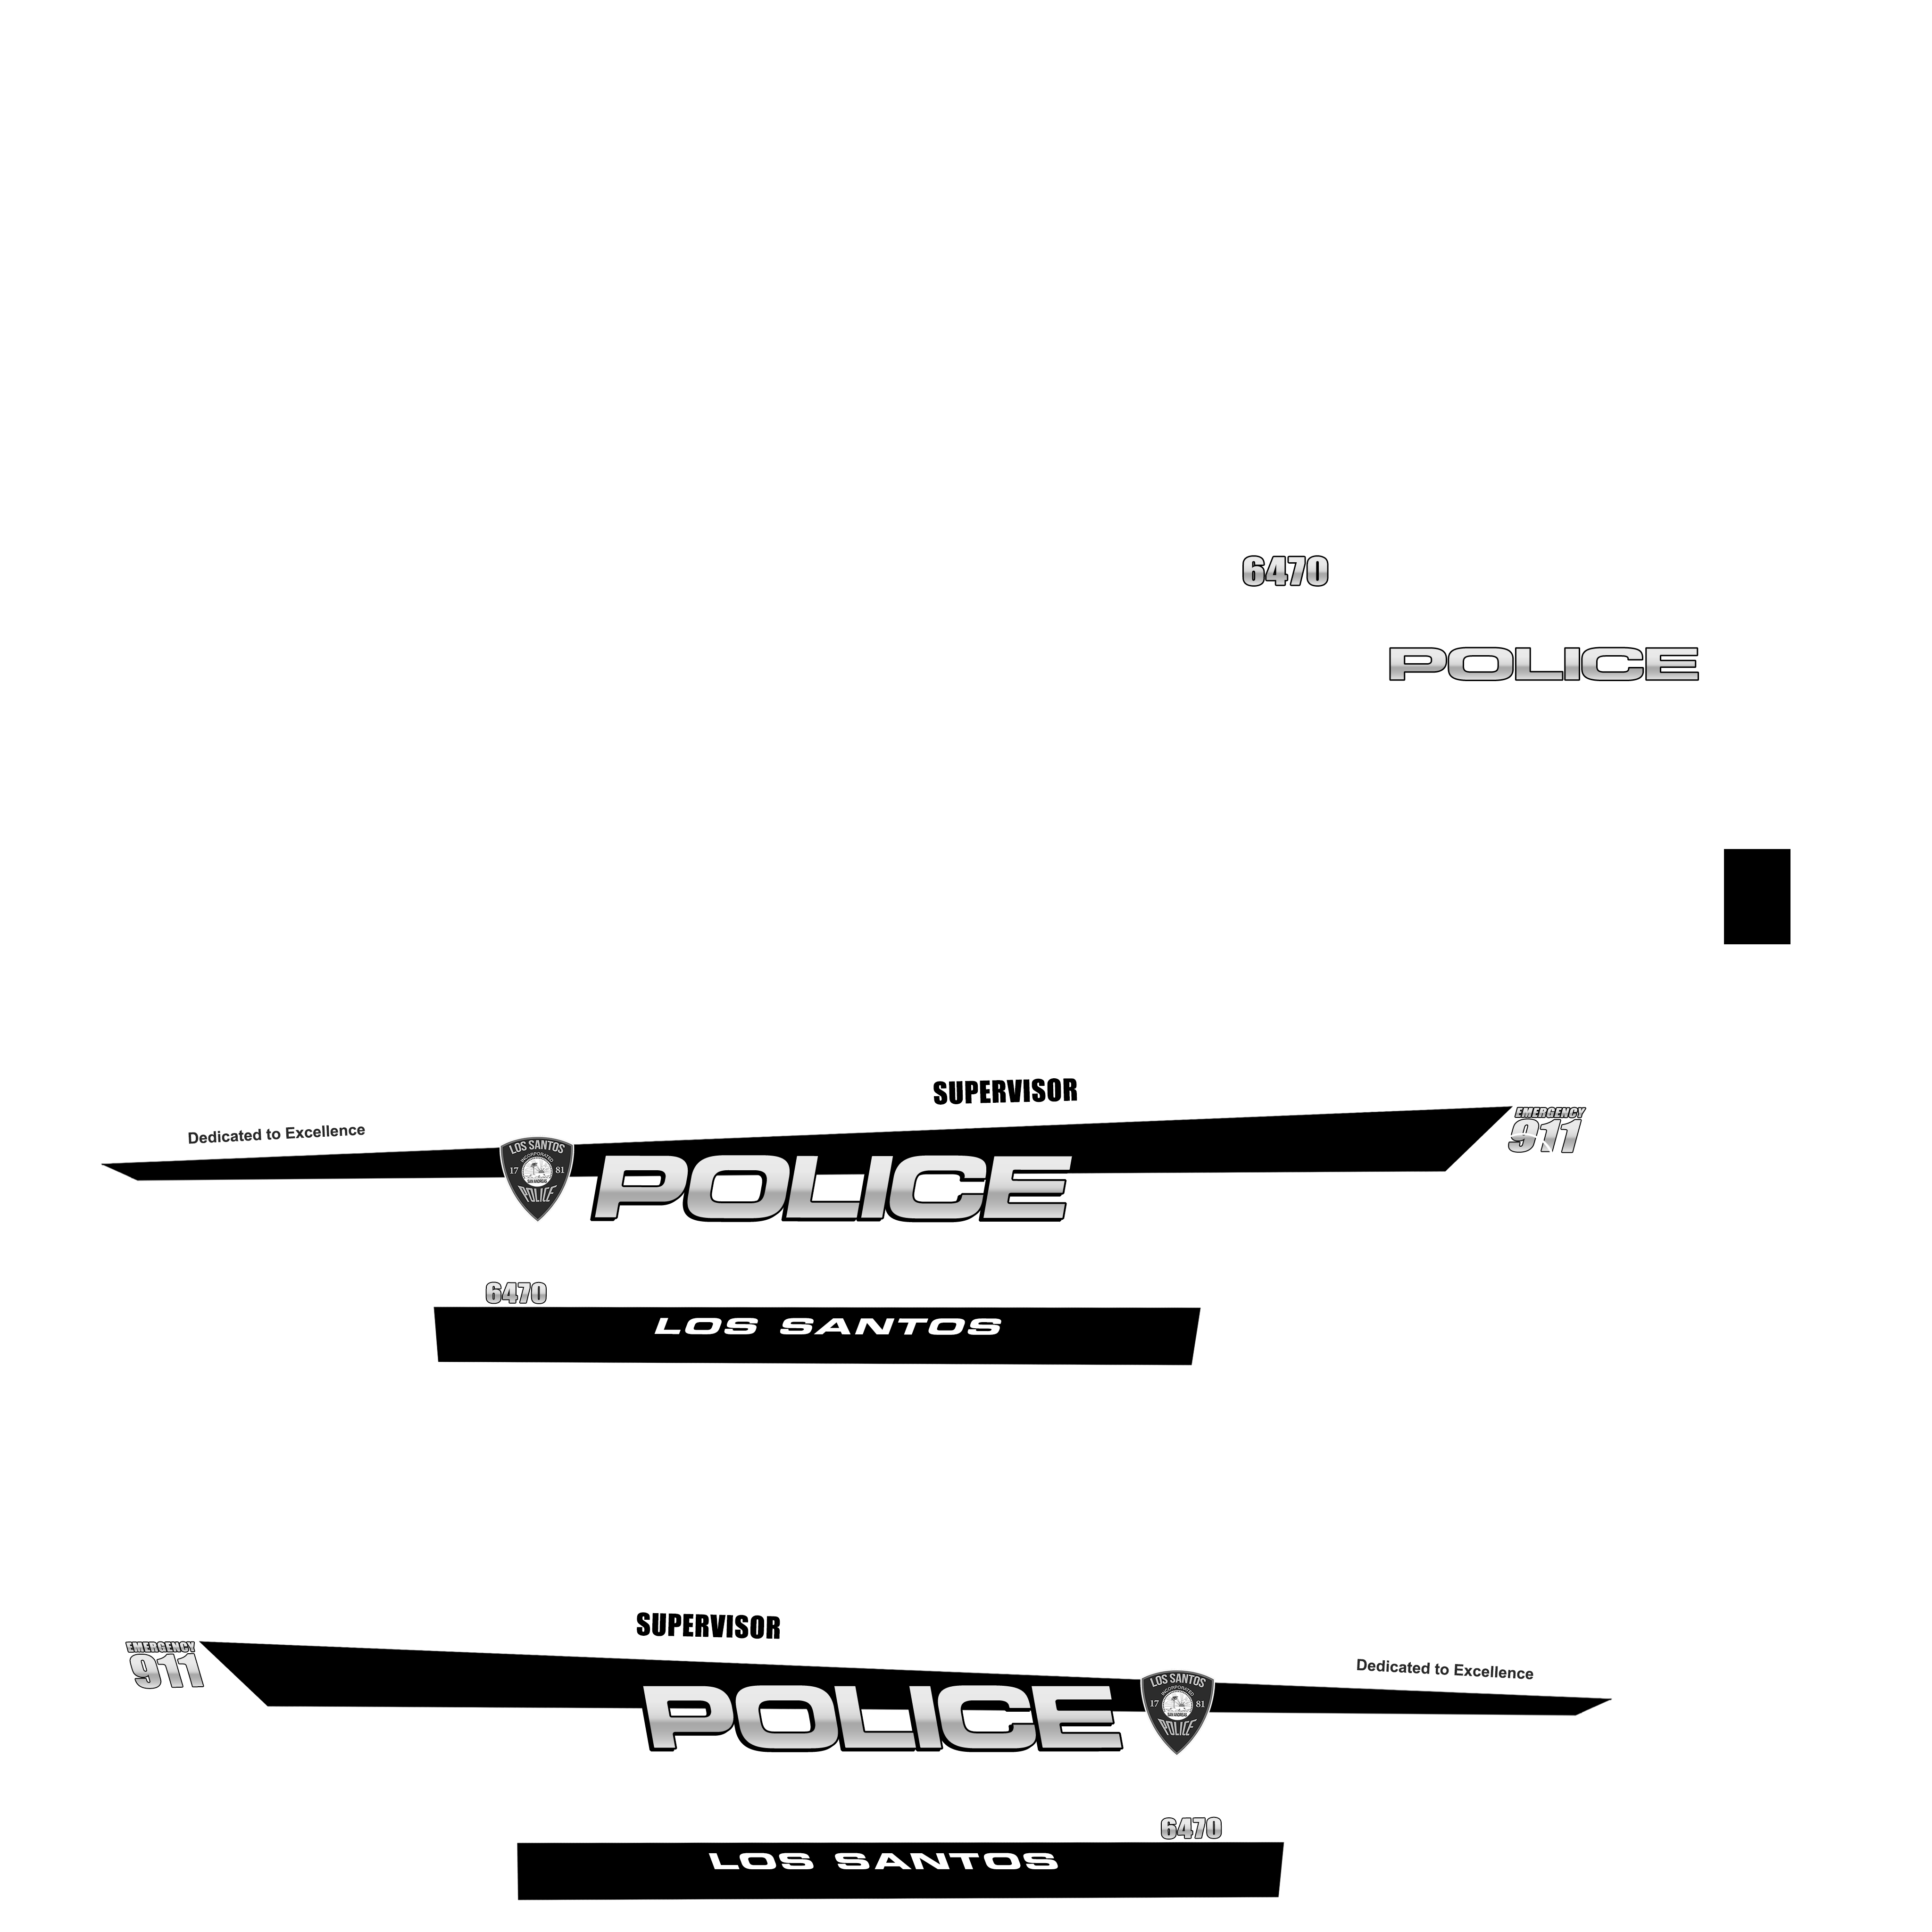 6470
POLICE
SUPERVISOR
Dedicated to Excellence
EMERGENCY
911
LOS SANTOS
INCORPORATED
17 81
SAN ANDREAS
POLICE
POLICE
6470
LOS SANTOS
SUPERVISOR
EMERGENCY
911
Dedicated to Excellence
LOS SANTOS
INCORPORATED
17 81
SAN ANDREAS
POLICE
POLICE
6470
LOS SANTOS